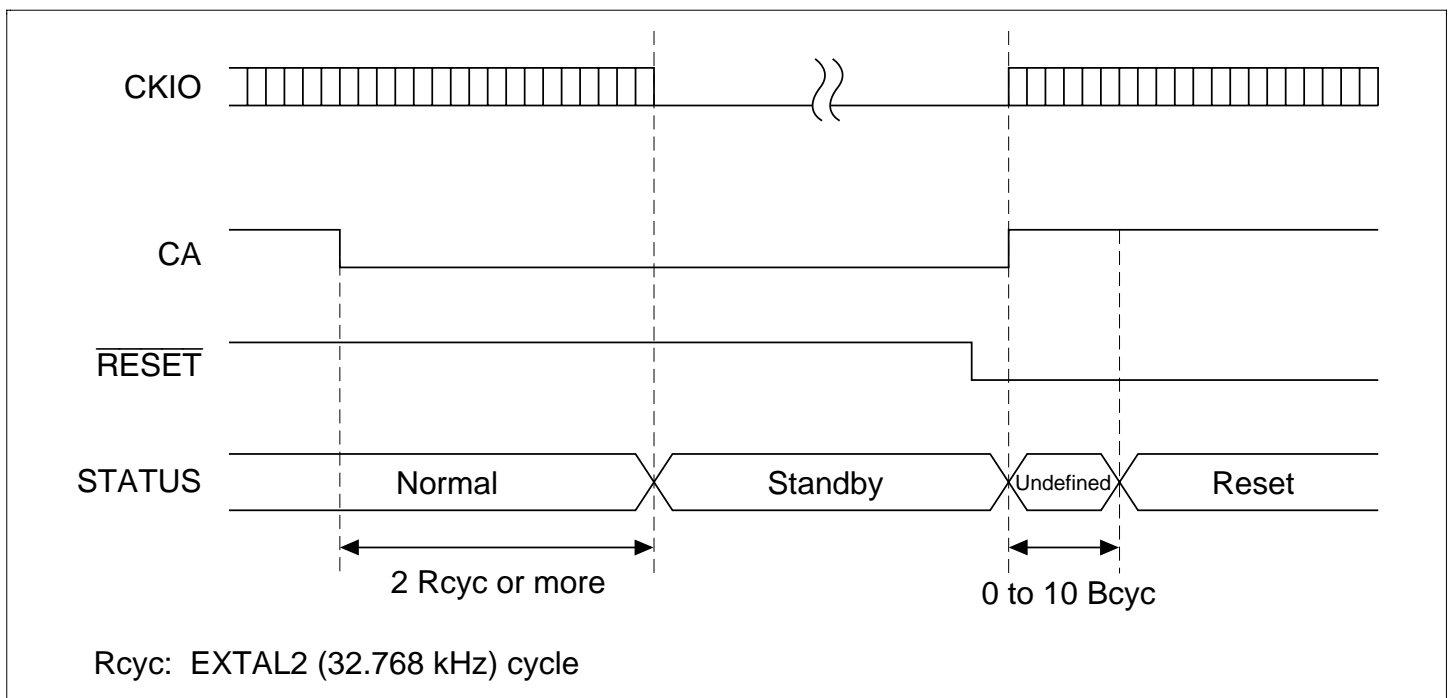 CKIO
CA
RESET
STATUS
Normal
Standby
Undefined
Reset
2 Rcyc or more
0 to 10 Bcyc
Rcyc: EXTAL2 (32.768 kHz) cycle